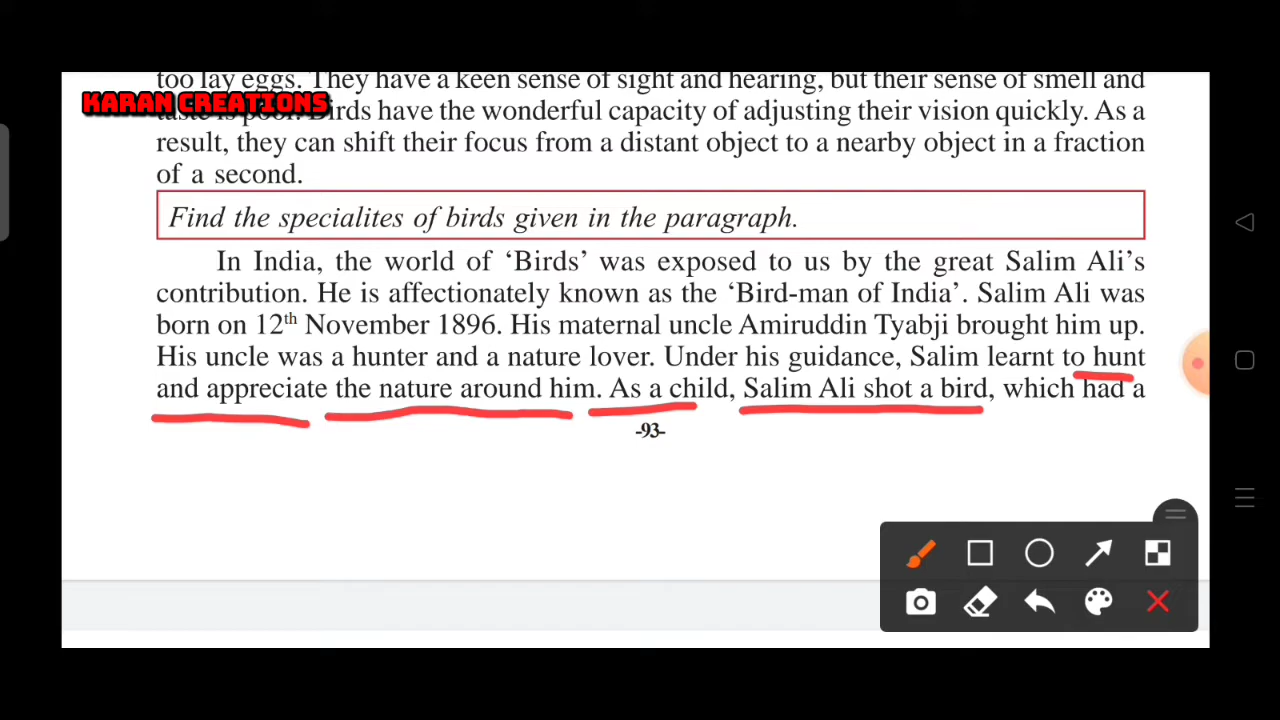 too lay eggs. They have a keen sense of sight and hearing, but their sense of smell and
KARAN CREATIONS
taste is poor. Birds have the wonderful capacity of adjusting their vision quickly. As a
result, they can shift their focus from a distant object to a nearby object in a fraction
of a second.
Find the specialites of birds given in the paragraph.
In India, the world of ‘Birds’ was exposed to us by the great Salim Ali’s
contribution. He is affectionately known as the ‘Bird-man of India’. Salim Ali was
born on 12th November 1896. His maternal uncle Amiruddin Tyabji brought him up.
His uncle was a hunter and a nature lover. Under his guidance, Salim learnt to hunt
and appreciate the nature around him. As a child, Salim Ali shot a bird, which had a
-93-